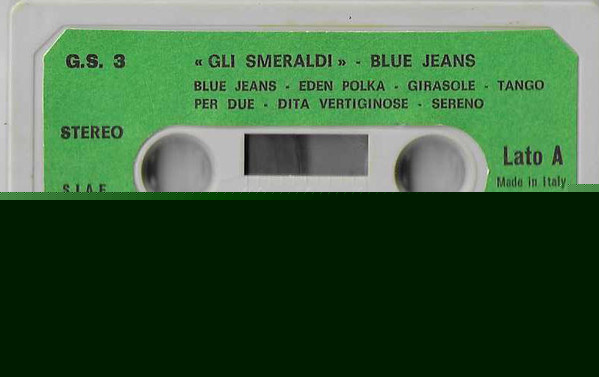 G.S. 3
« GLI SMERALDI » - BLUE JEANS
BLUE JEANS - EDEN POLKA - GIRASOLE - TANGO
PER DUE - DITA VERTIGINOSE - SERENO
STEREO
Lato A
Made in Italy
S.I.A.E.